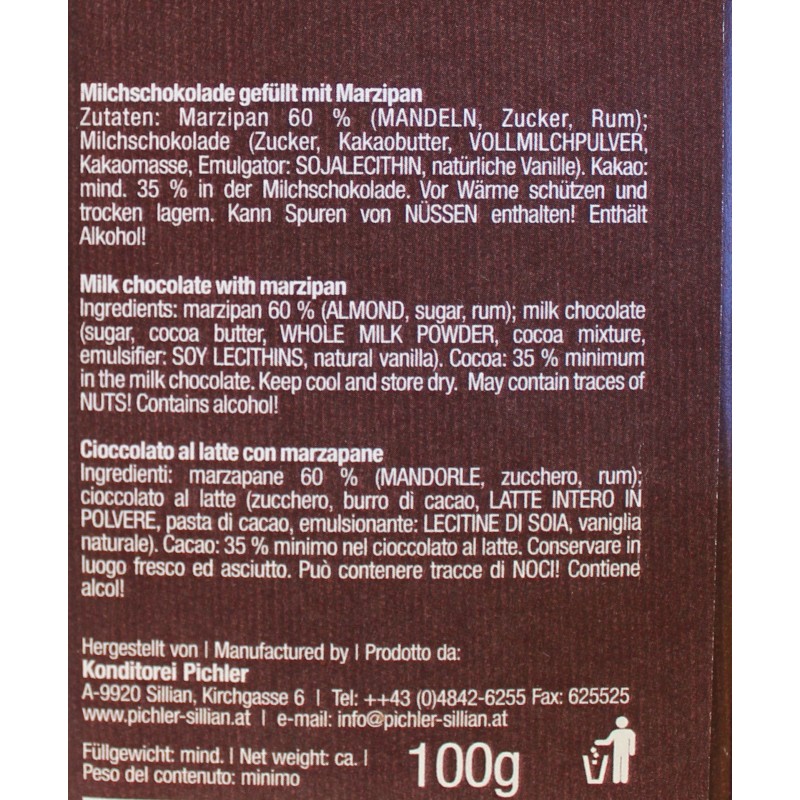 Milchschokolade gefüllt mit Marzipan
Zutaten: Marzipan 60 % (MANDELN, Zucker, Rum);
Milchschokolade (Zucker, Kakaobutter, VOLLMILCHPULVER,
Kakaomasse, Emulgator: SOJALECITHIN, natürliche Vanille). Kakao:
mind. 35 % in der Milchschokolade. Vor Wärme schützen und
trocken lagern. Kann Spuren von NÜSSEN enthalten! Enthält
Alkohol!
Milk chocolate with marzipan
Ingredients: marzipan 60 % (ALMOND, sugar, rum); milk chocolate
(sugar, cocoa butter, WHOLE MILK POWDER, cocoa mixture,
emulsifier: SOY LECITHINS, natural vanilla). Cocoa: 35 % minimum
in the milk chocolate. Keep cool and store dry. May contain traces of
NUTS! Contains alcohol!
Cioccolato al latte con marzapane
Ingredienti: marzapane 60 % (MANDORLE, zucchero, rum);
cioccolato al latte (zucchero, burro di cacao, LATTE INTERO IN
POLVERE, pasta di cacao, emulsionante: LECITINE DI SOIA, vaniglia
naturale). Cacao: 35 % minimo nel cioccolato al latte. Conservare in
luogo fresco ed asciutto. Può contenere tracce di NOCI! Contiene
alcol!
Hergestellt von | Manufactured by | Prodotto da:
Konditorei Pichler
A-9920 Sillian, Kirchgasse 6 | Tel: ++43 (0)4842-6255 Fax: 625525
www.pichler-sillian.at | e-mail: info@pichler-sillian.at
Füllgewicht: mind. | Net weight: ca. |
Peso del contenuto: minimo
100g